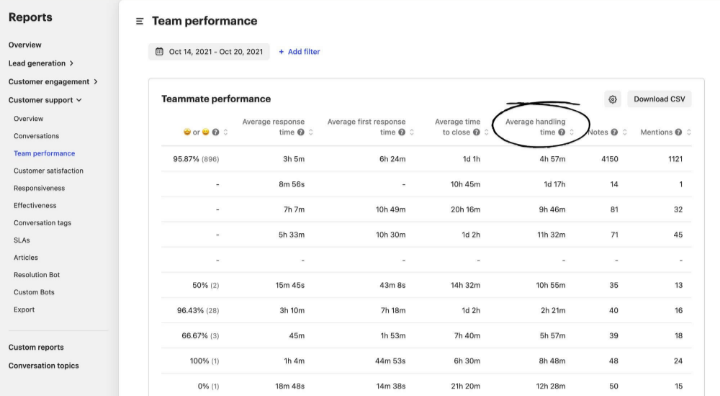 Reports
Overview
Lead generation
Customer engagement
Customer support
Overview
Conversations
Team performance
Customer satisfaction
Responsiveness
Effectiveness
Conversation tags
SLAs
Articles
Resolution Bot
Custom Bots
Export
Custom reports
Conversation topics
Team performance
Oct 14, 2021 - Oct 20, 2021 + Add filter
Teammate performance Download CSV
Average response Average first response Average time Average handling
or ? time ? time ? to close ? time ? Notes ? Mentions ?
95.87% (896) 3h 5m 6h 24m 1d 1h 4h 57m 4150 1121
- 8m 56s - 10h 45m 1d 17h 14 1
- 7h 7m 10h 49m 20h 16m 9h 46m 81 32
- 5h 33m 10h 30m 1d 2h 11h 32m 71 45
- - - - - - -
50% (2) 15m 45s 43m 8s 14h 32m 10h 55m 35 13
96.43% (28) 3h 10m 7h 18m 1d 2h 2h 21m 40 16
66.67% (3) 45m 1h 53m 7h 40m 5h 57m 39 18
100% (1) 1h 4m 44m 53s 6h 30m 8h 48m 48 24
0% (1) 18m 48s 14m 38s 21h 20m 12h 28m 50 15